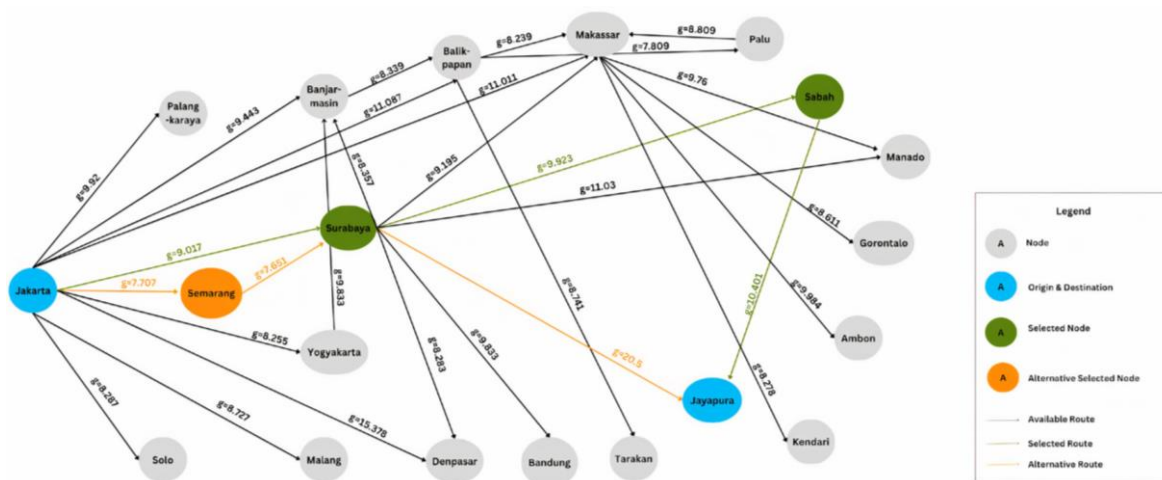 g=8.239
Makassar
g=8.809
g=7.809
Palu
Balik-
papan
g=8.339
g=11.011
g=9.76
Banjar-
masin
g=11.087
Sabah
Palang
-karaya
g=9.443
g=9.195
g=9.923
Manado
g=9.92
g=8.357
g=11.03
Surabaya
g=8.611
Gorontalo
g=9.017
g=7.651
Jakarta
g=7.707
Semarang
g=9.833
g=8.741
g=10.401
g=9.984
Ambon
g=8.255
Yogyakarta
g=8.283
g=9.833
g=20.5
g=8.278
Jayapura
g=8.287
g=8.727
g=15.378
Kendari
Solo
Malang
Denpasar
Bandung
Tarakan
Legend
A Node
A Origin & Destination
A Selected Node
A Alternative Selected Node
Available Route
Selected Route
Alternative Route